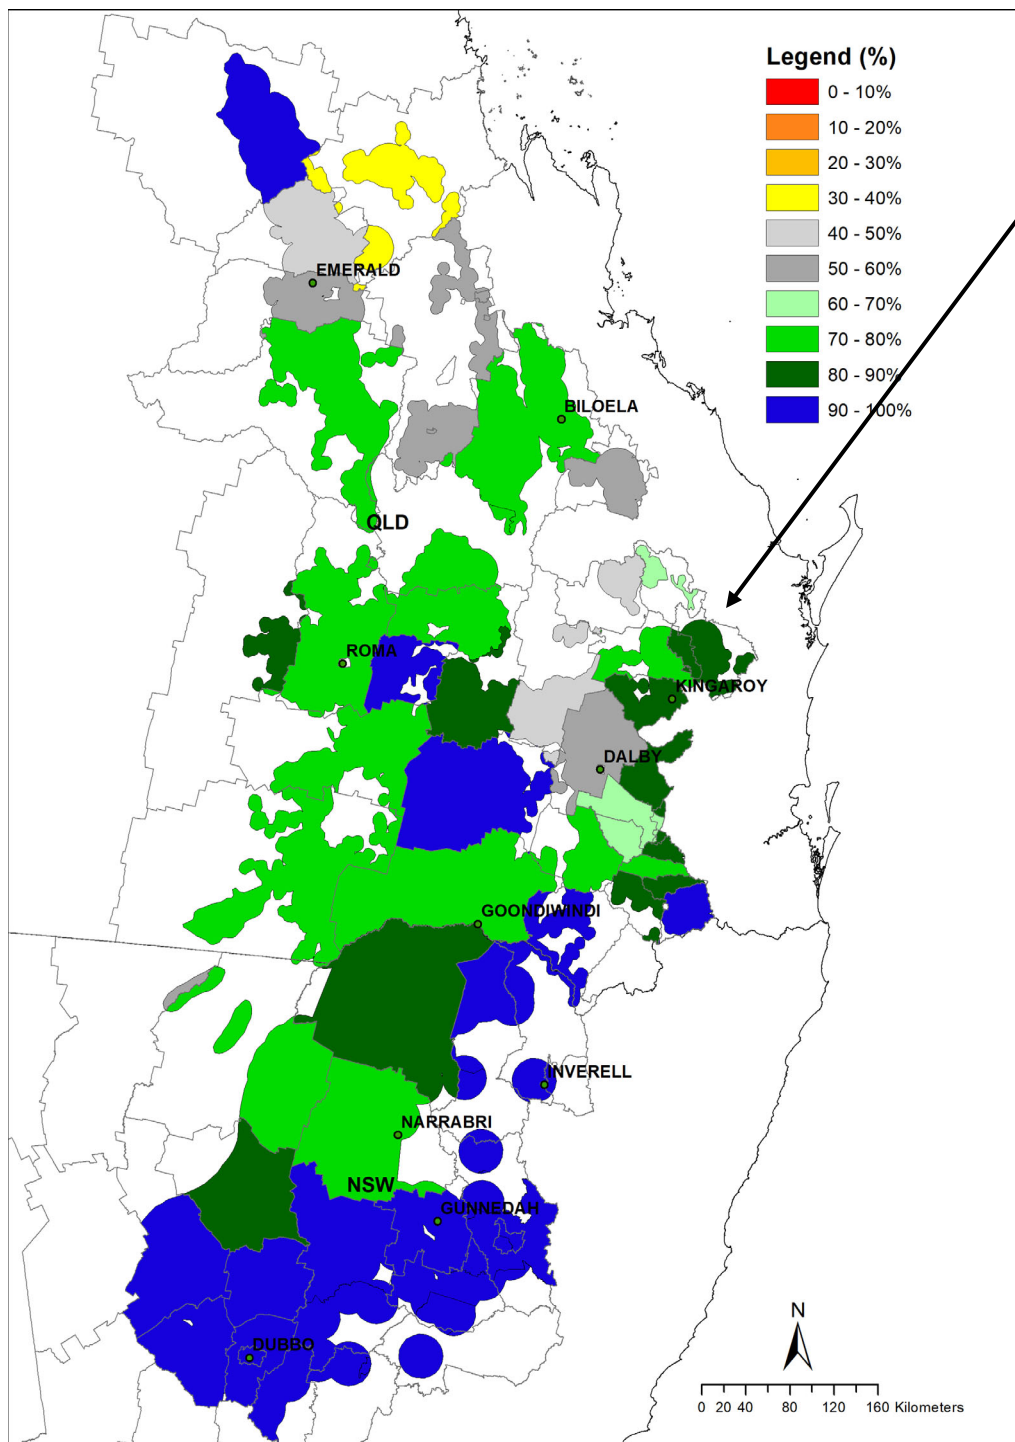 Legend (%)
0 - 10%
10 - 20%
20 - 30%
30 - 40%
40 - 50%
50 - 60%
60 - 70%
70 - 80%
80 - 90%
90 - 100%
EMERALD
BILOELA
QLD
ROMA
KINGAROY
DALBY
GOONDIWINDI
INVERELL
NARRABRI
NSW
GUNNEDAH
DUBBO
N
0 20 40 80 120 160 Kilometers